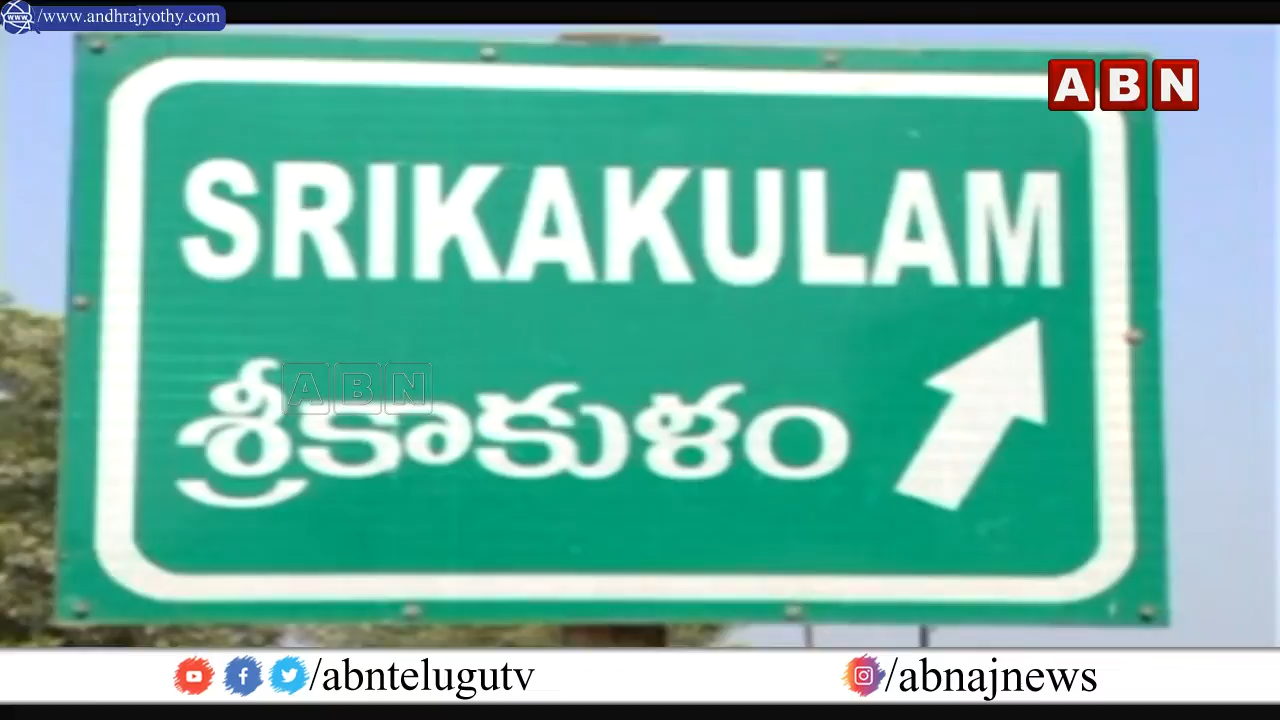 /www.andhrajyothy.com
ABN
SRIKAKULAM
శ్రీకాకుళం
ABN
/abntelugutv
/abnajnews